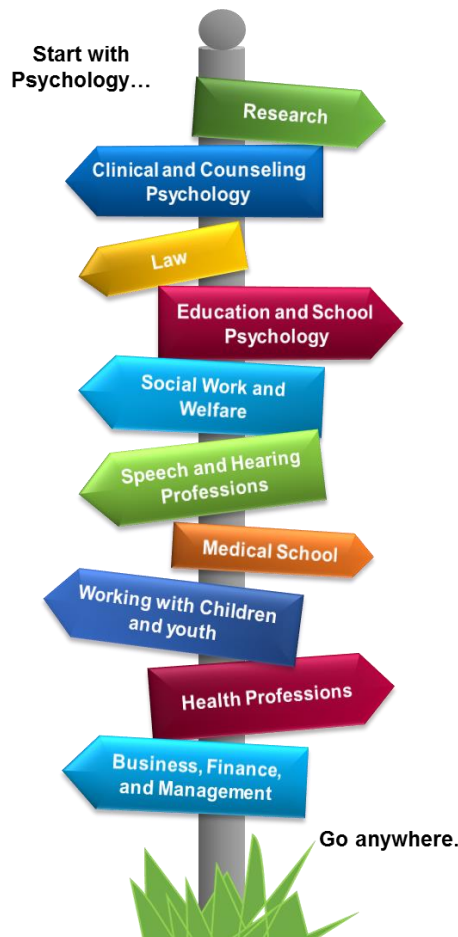 Start with
Psychology…
Research
Clinical and Counseling
Psychology
Law
Education and School
Psychology
Social Work and
Welfare
Speech and Hearing
Professions
Medical School
Working with Children
and youth
Health Professions
Business, Finance,
and Management
Go anywhere.